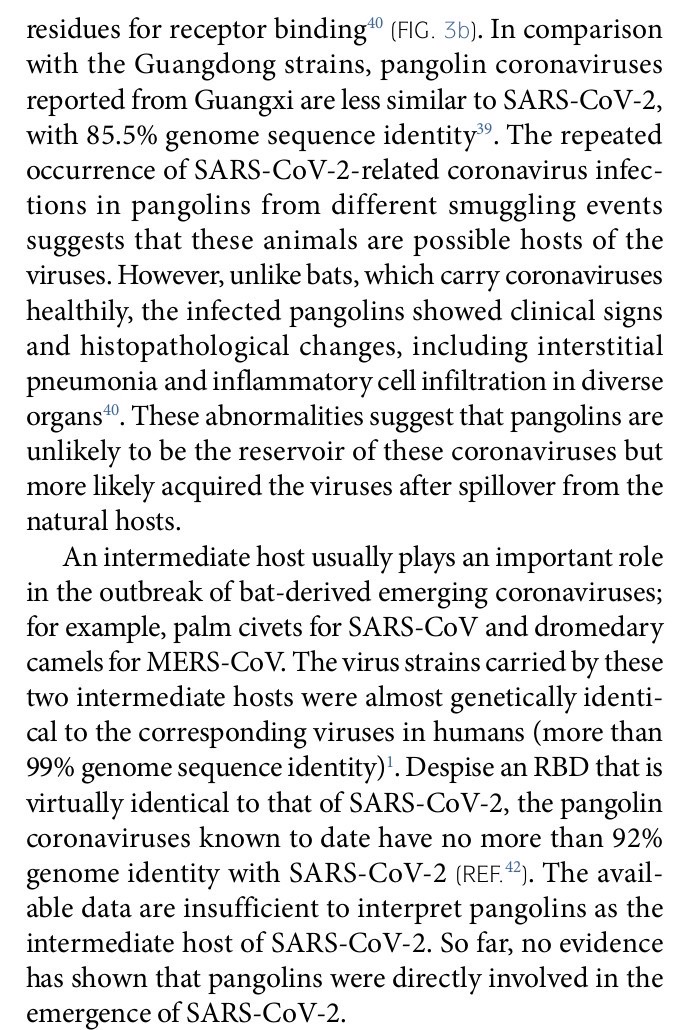 residues for receptor binding40 (FIG. 3b). In comparison
with the Guangdong strains, pangolin coronaviruses
reported from Guangxi are less similar to SARS-CoV-2,
with 85.5% genome sequence identity39. The repeated
occurrence of SARS-CoV-2-related coronavirus infec-
tions in pangolins from different smuggling events
suggests that these animals are possible hosts of the
viruses. However, unlike bats, which carry coronaviruses
healthily, the infected pangolins showed clinical signs
and histopathological changes, including interstitial
pneumonia and inflammatory cell infiltration in diverse
organs40. These abnormalities suggest that pangolins are
unlikely to be the reservoir of these coronaviruses but
more likely acquired the viruses after spillover from the
natural hosts.
An intermediate host usually plays an important role
in the outbreak of bat-derived emerging coronaviruses;
for example, palm civets for SARS-CoV and dromedary
camels for MERS-CoV. The virus strains carried by these
two intermediate hosts were almost genetically identi-
cal to the corresponding viruses in humans (more than
99% genome sequence identity)1. Despise an RBD that is
virtually identical to that of SARS-CoV-2, the pangolin
coronaviruses known to date have no more than 92%
genome identity with SARS-CoV-2 (REF.42). The avail-
able data are insufficient to interpret pangolins as the
intermediate host of SARS-CoV-2. So far, no evidence
has shown that pangolins were directly involved in the
emergence of SARS-CoV-2.